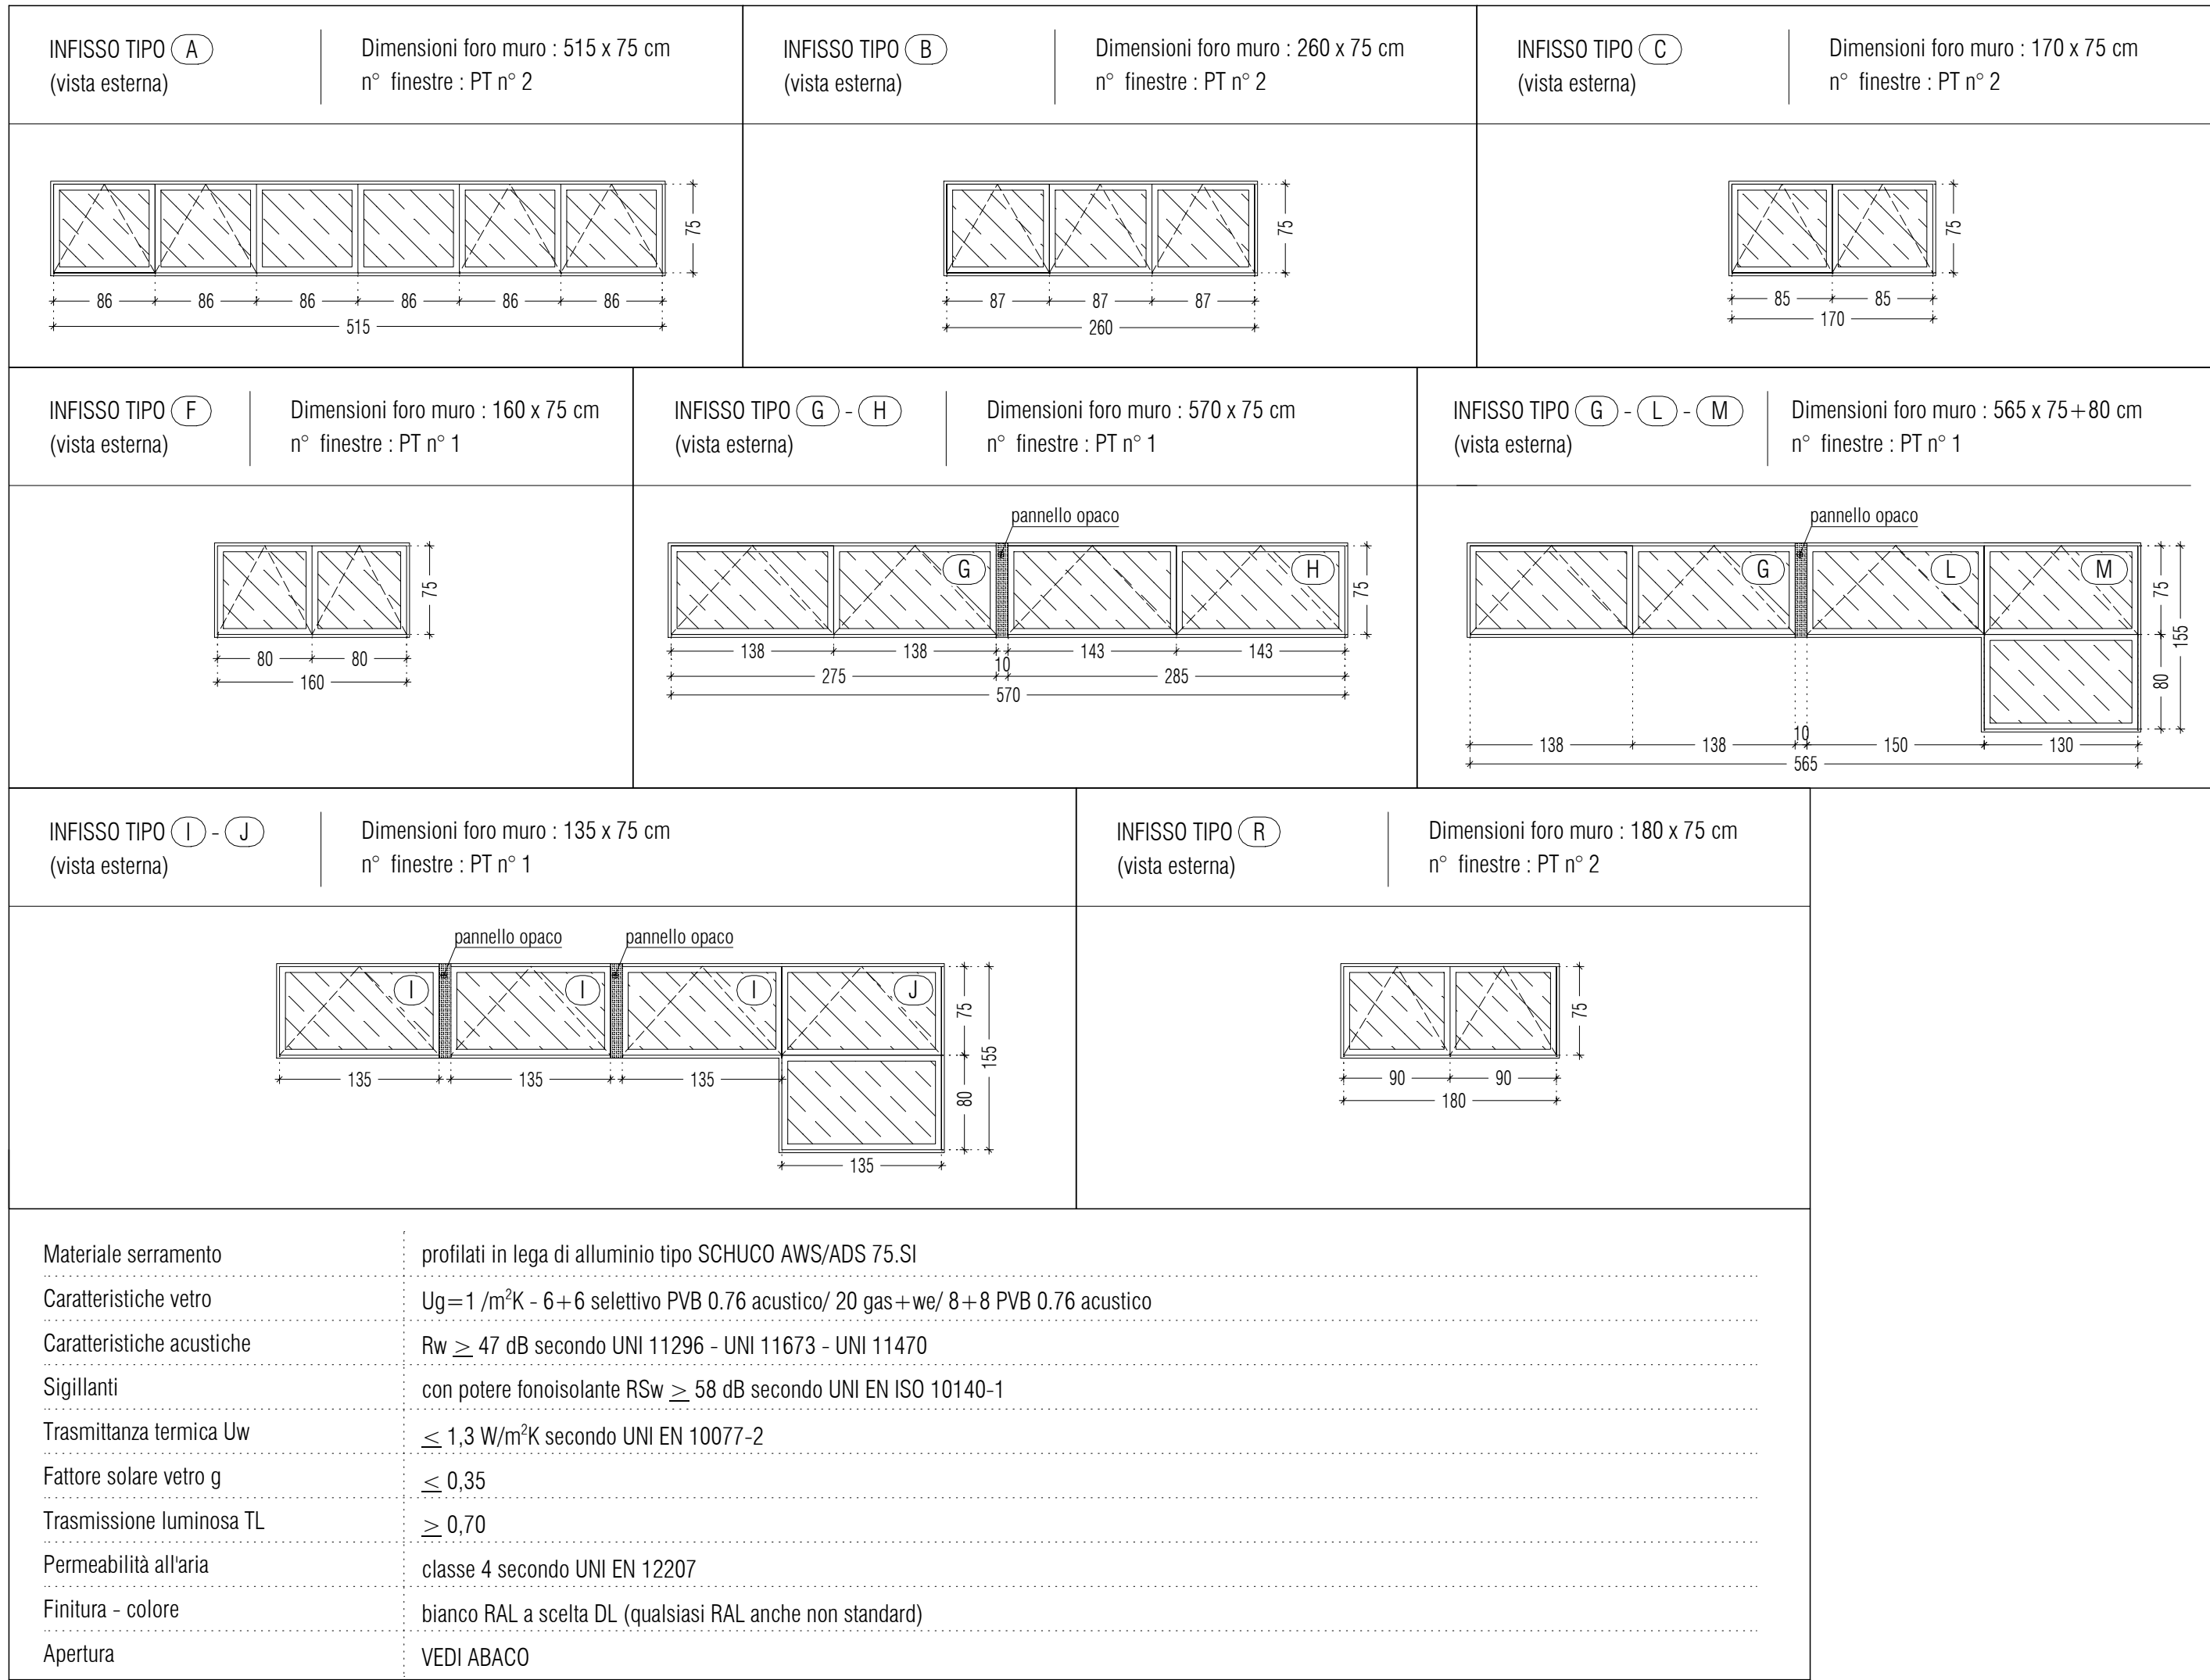 INFISSO TIPO A
(vista esterna)
Dimensioni foro muro : 515 x 75 cm
n° finestre : PT n° 2
75
86 86 86 86 86 86
515
INFISSO TIPO B
(vista esterna)
Dimensioni foro muro : 260 x 75 cm
n° finestre : PT n° 2
75
87 87 87
260
INFISSO TIPO C
(vista esterna)
Dimensioni foro muro : 170 x 75 cm
n° finestre : PT n° 2
75
85 85
170
INFISSO TIPO F
(vista esterna)
Dimensioni foro muro : 160 x 75 cm
n° finestre : PT n° 1
75
80 80
160
INFISSO TIPO G - H
(vista esterna)
Dimensioni foro muro : 570 x 75 cm
n° finestre : PT n° 1
pannello opaco
G H
75
138 138 143 143
10
275 285
570
INFISSO TIPO G - L - M
(vista esterna)
Dimensioni foro muro : 565 x 75+80 cm
n° finestre : PT n° 1
pannello opaco
G L M
75
155
80
10
138 138 150 130
565
INFISSO TIPO I - J
(vista esterna)
Dimensioni foro muro : 135 x 75 cm
n° finestre : PT n° 1
pannello opaco pannello opaco
I I I J
75
155
80
135 135 135
135
INFISSO TIPO R
(vista esterna)
Dimensioni foro muro : 180 x 75 cm
n° finestre : PT n° 2
75
90 90
180
Materiale serramento profilati in lega di alluminio tipo SCHUCO AWS/ADS 75.SI
Caratteristiche vetro Ug=1 /m²K - 6+6 selettivo PVB 0.76 acustico/ 20 gas+we/ 8+8 PVB 0.76 acustico
Caratteristiche acustiche Rw ≥ 47 dB secondo UNI 11296 - UNI 11673 - UNI 11470
Sigillanti con potere fonoisolante RSw ≥ 58 dB secondo UNI EN ISO 10140-1
Trasmittanza termica Uw ≤ 1,3 W/m²K secondo UNI EN 10077-2
Fattore solare vetro g ≤ 0,35
Trasmissione luminosa TL ≥ 0,70
Permeabilità all'aria classe 4 secondo UNI EN 12207
Finitura - colore bianco RAL a scelta DL (qualsiasi RAL anche non standard)
Apertura VEDI ABACO